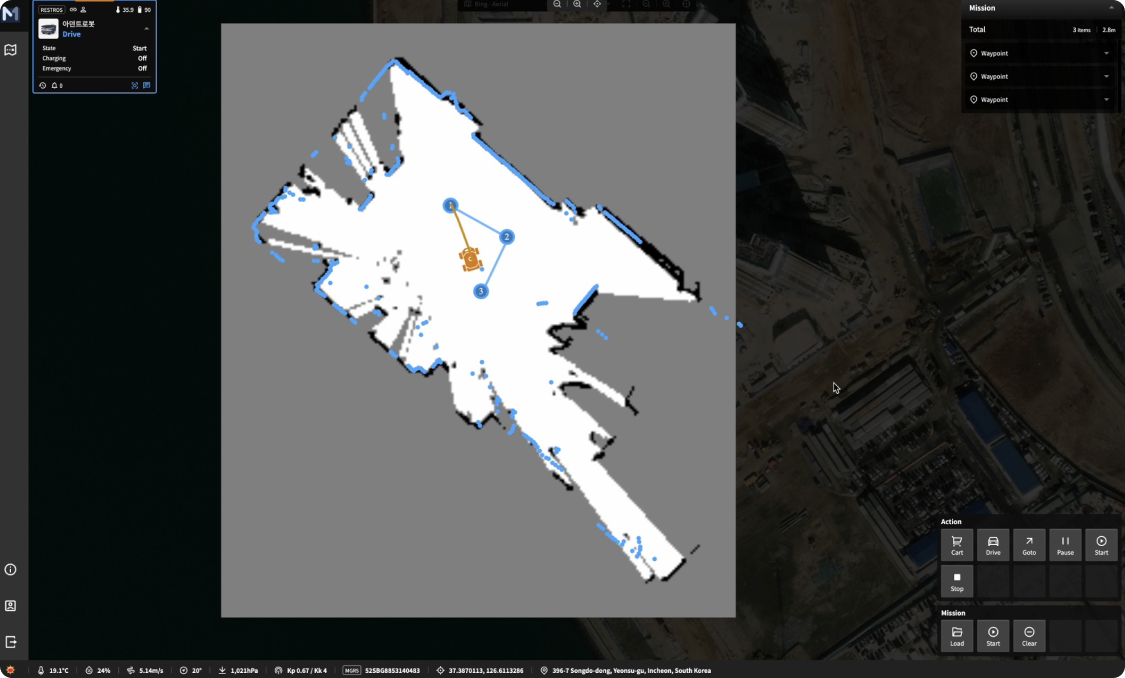 M
RESTROS 35.9 90
아덴트로봇
Drive
State Start
Charging Off
Emergency Off
0
Bing - Aerial
Mission
Total 3 items 2.8m
Waypoint
Waypoint
Waypoint
1
2
3
Action
Cart Drive Goto Pause Start
Stop
Mission
Load Start Clear
19.1°C 24% 5.14m/s 20° 1,021hPa Kp 0.67 / Kk 4 MGRS 52SBG8853140483 37.3870113, 126.6113286 396-7 Songdo-dong, Yeonsu-gu, Incheon, South Korea